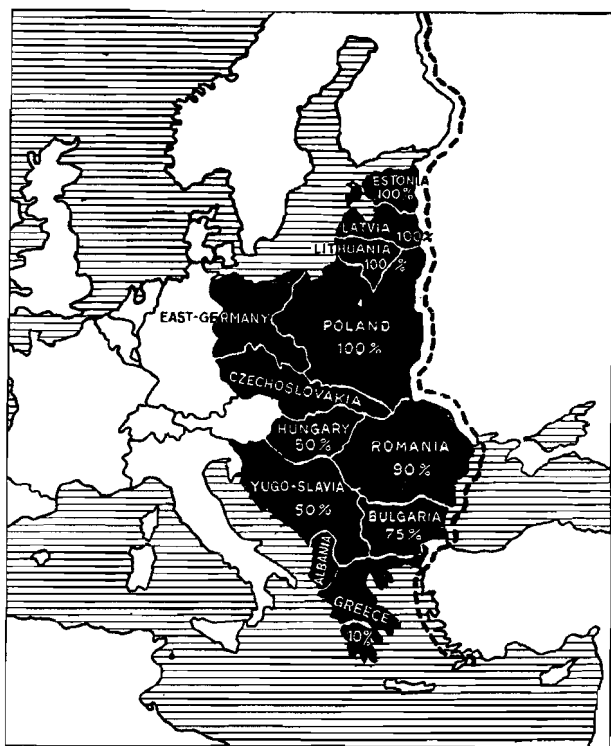 ESTONIA
100%
LATVIA 100%
LITHUANIA
100%
EAST-GERMANY
POLAND
100%
CZECHOSLOVAKIA
HUNGARY
50%
ROMANIA
90%
YUGO-SLAVIA
50%
BULGARIA
75%
ALBANIA
GREECE
10%